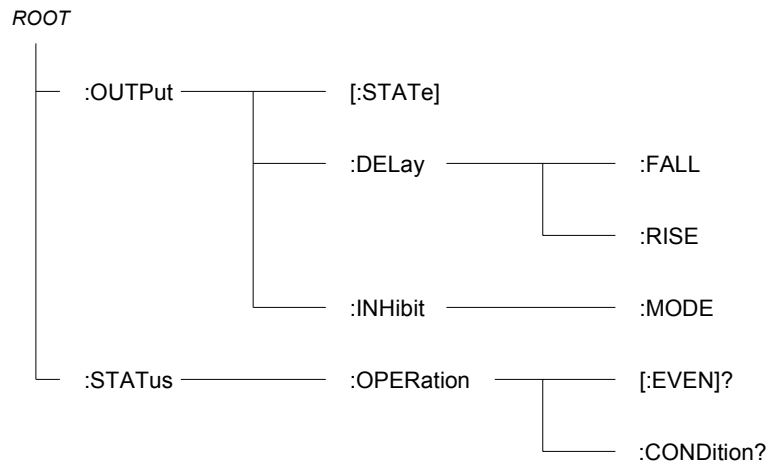 ROOT
:OUTPut [:STATe]
:DELay :FALL
:RISE
:INHibit :MODE
:STATus :OPERation [:EVEN]?
:CONDition?